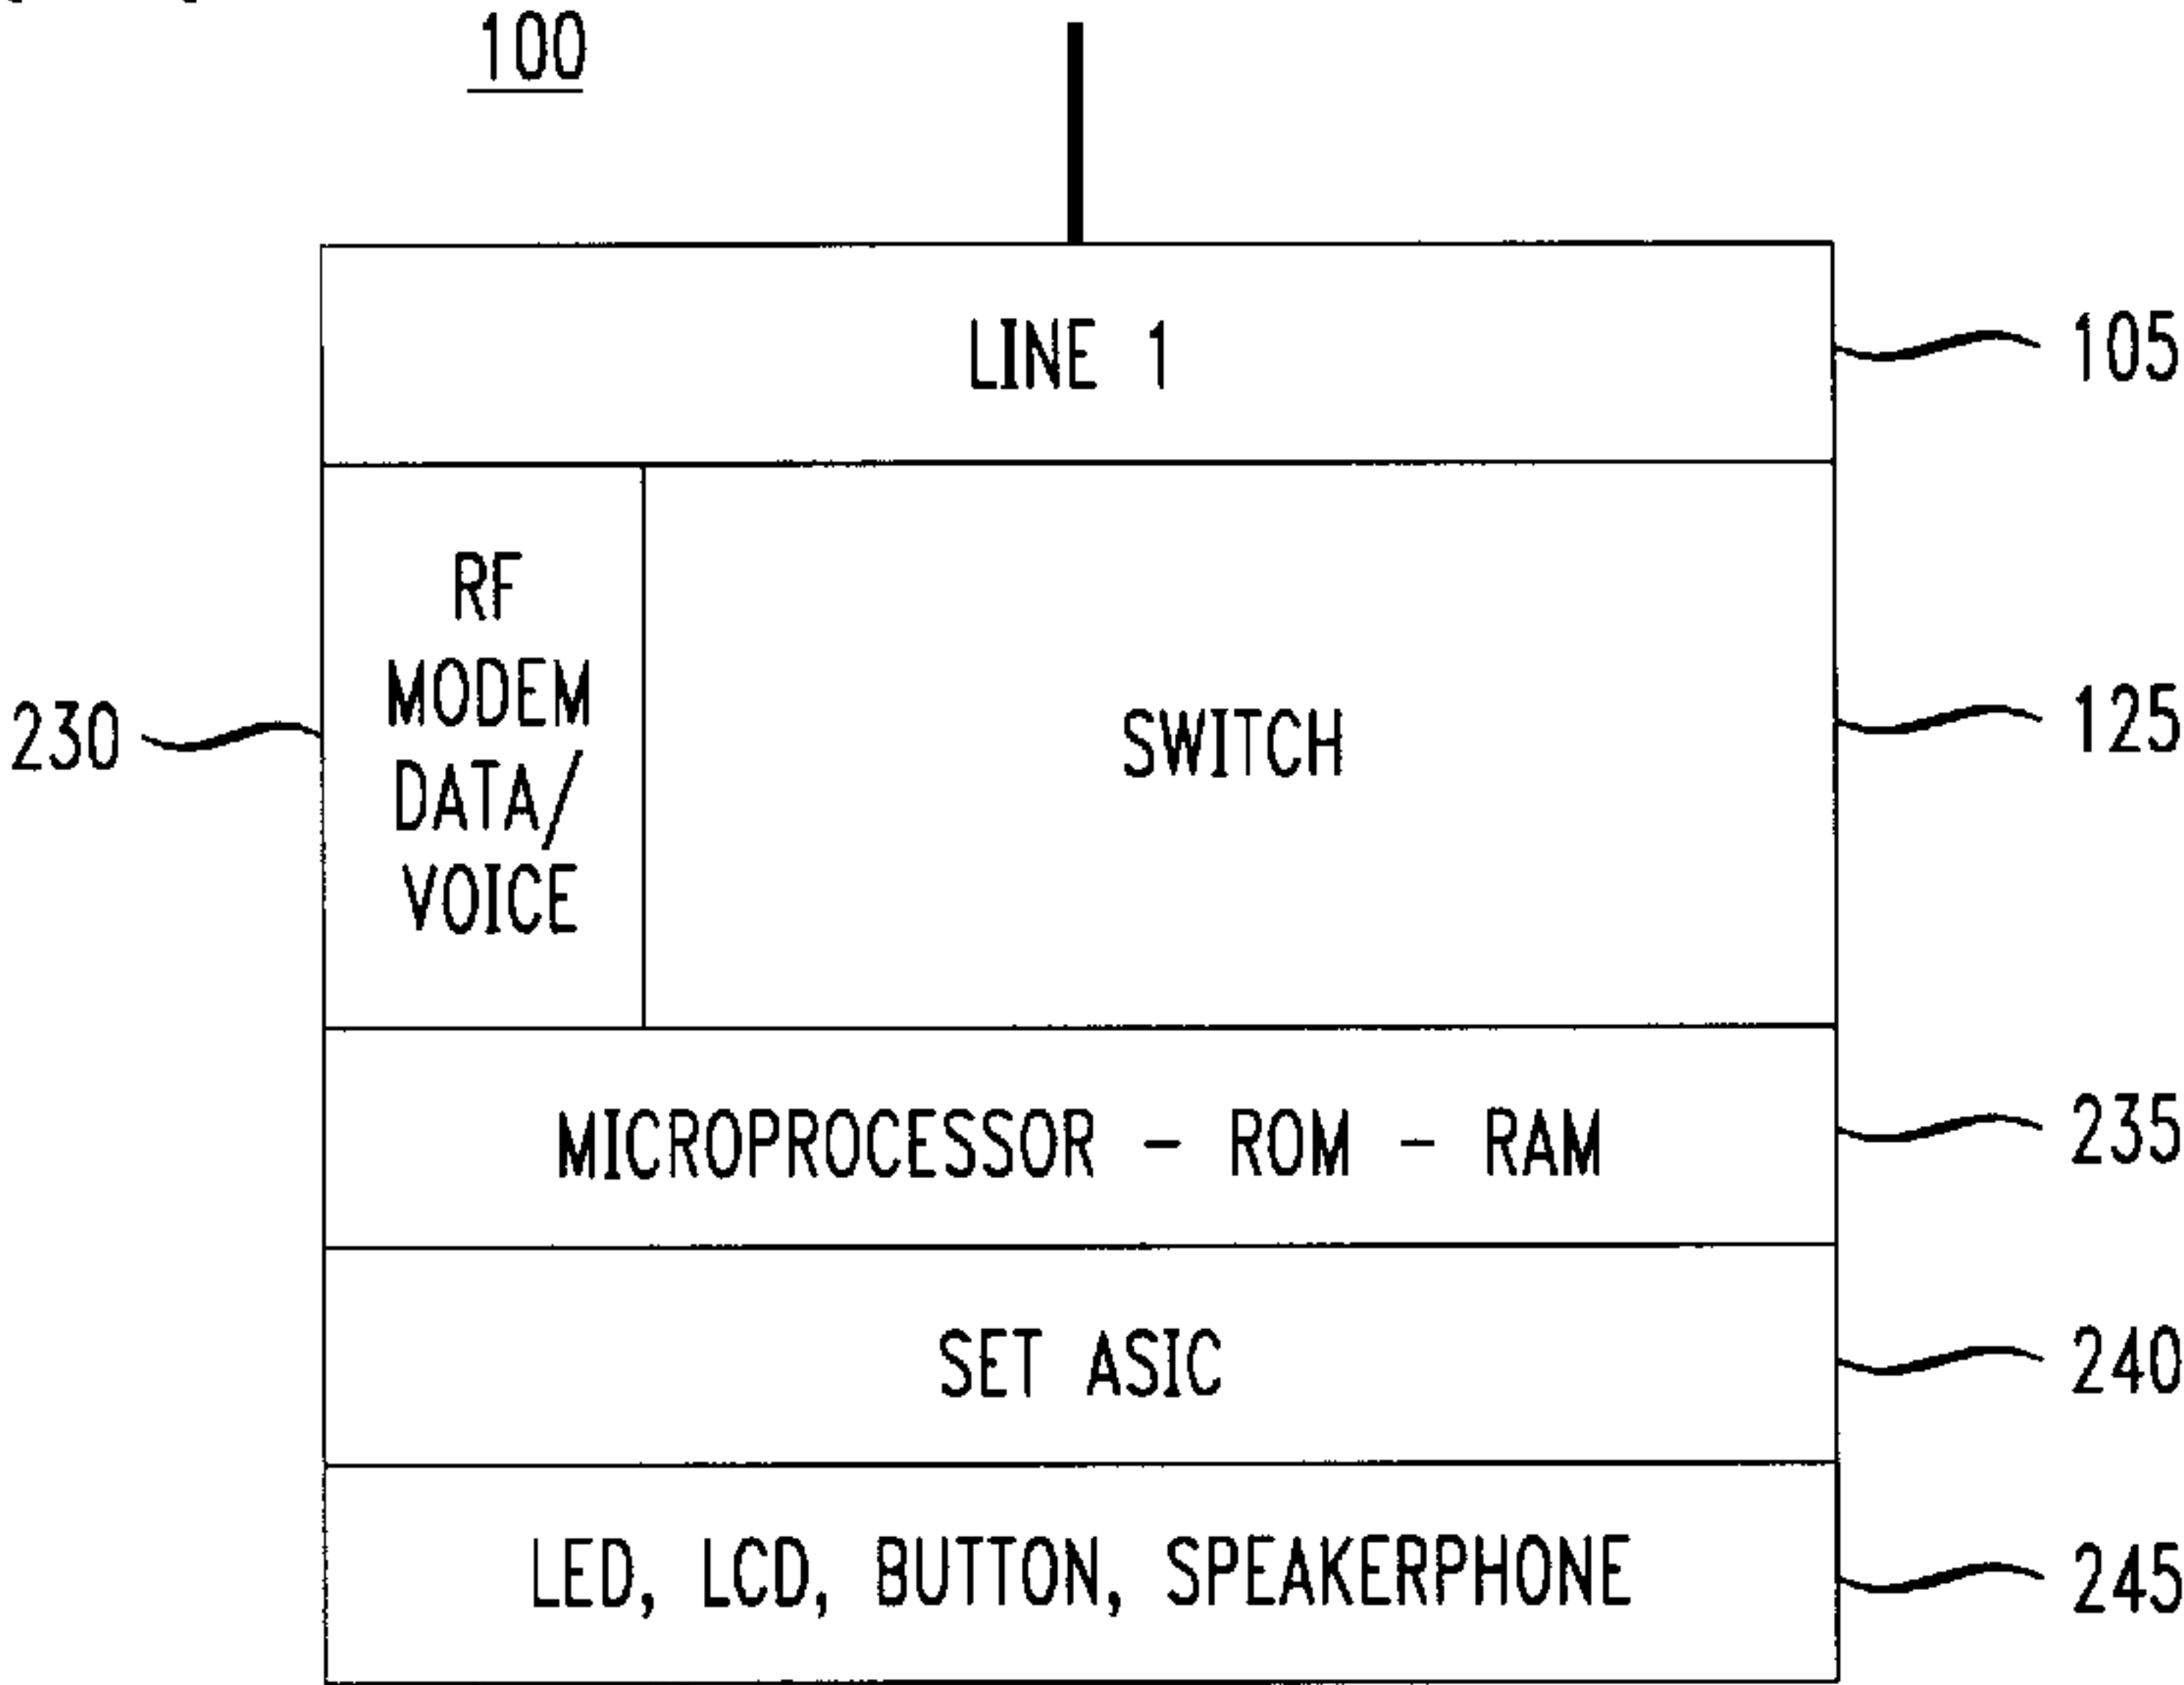 100
LINE 1
105
RF
MODEM
DATA/
VOICE
230
SWITCH
125
MICROPROCESSOR - ROM - RAM
235
SET ASIC
240
LED, LCD, BUTTON, SPEAKERPHONE
245